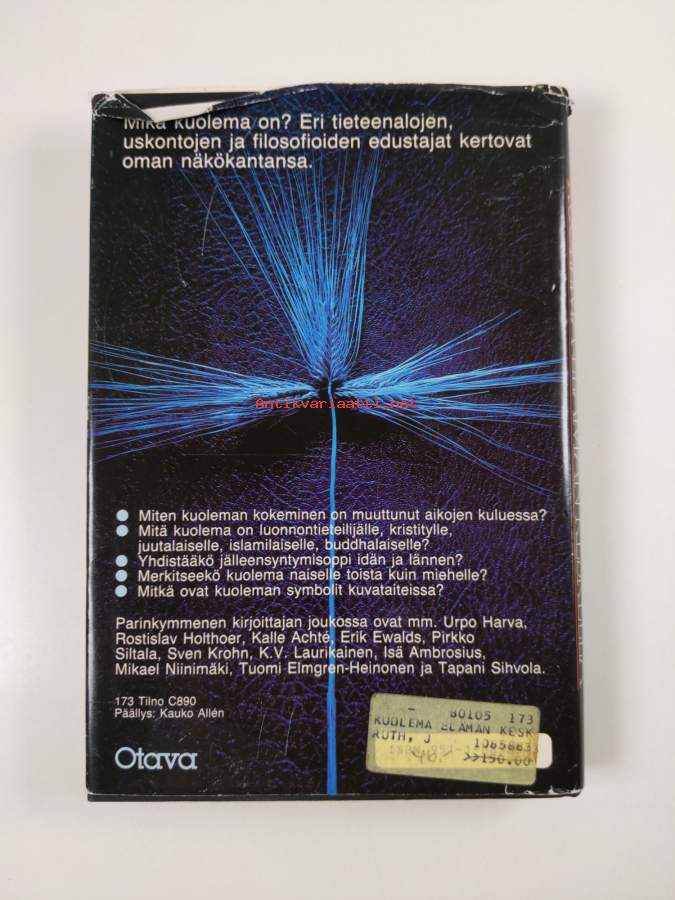 Mikä kuolema on? Eri tieteenalojen,
uskontojen ja filosofioiden edustajat kertovat
oman näkökantansa.
Antikvariaatti.net
Miten kuoleman kokeminen on muuttunut aikojen kuluessa?
Mitä kuolema on luonnontieteilijälle, kristitylle,
juutalaiselle, islamilaiselle, buddhalaiselle?
Yhdistääkö jälleensyntymisoppi idän ja lännen?
Merkitseekö kuolema naiselle toista kuin miehelle?
Mitkä ovat kuoleman symbolit kuvataiteissa?
Parinkymmenen kirjoittajan joukossa ovat mm. Urpo Harva,
Rostislav Holthoer, Kalle Achté, Erik Ewalds, Pirkko
Siltala, Sven Krohn, K.V. Laurikainen, Isä Ambrosius,
Mikael Niinimäki, Tuomi Elmgren-Heinonen ja Tapani Sihvola.
173 Tilno C890
Päällys: Kauko Allén
Otava
– 80105 173
KUOLEMA ELÄMÄN KESK
RUTH, J 10656633